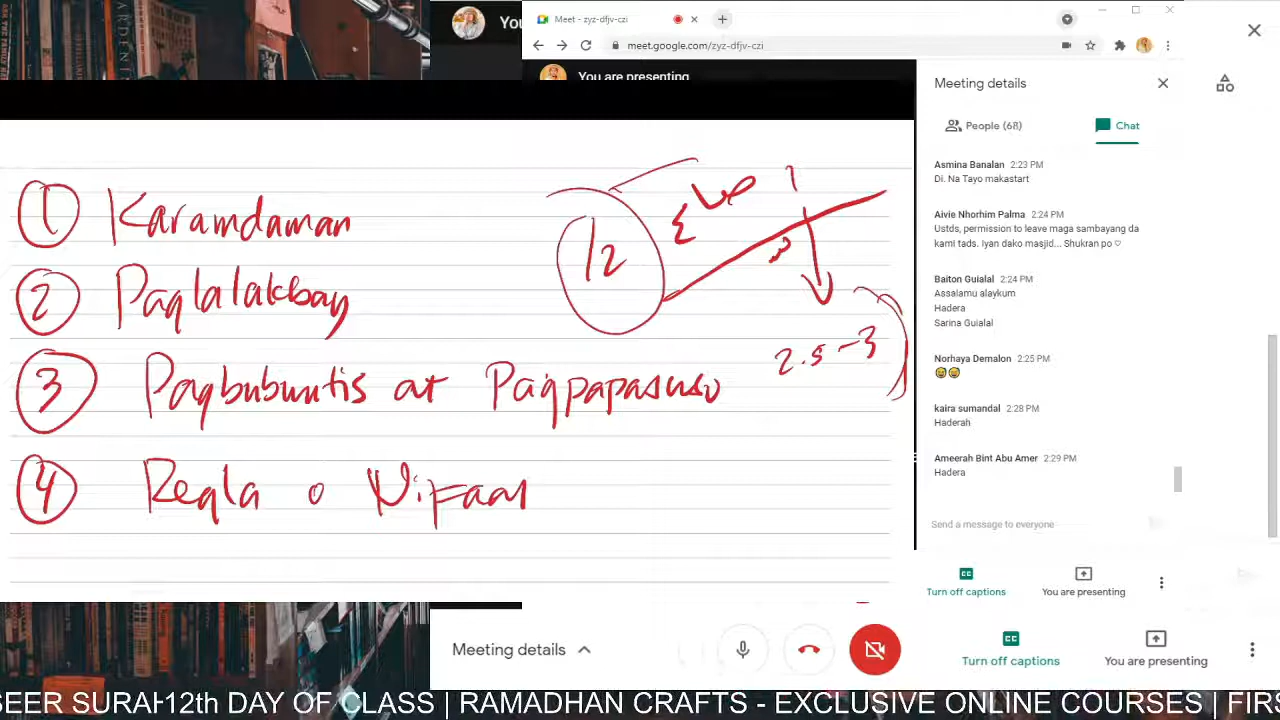 You
Meet - zyz-dfjv-czi
meet.google.com/zyz-dfjv-czi
You are presenting
Meeting details
People (68)
Chat
Asmina Banalan 2:23 PM
Di. Na Tayo makastart
Aivie Nhorhim Palma 2:24 PM
Ustds, permission to leave maga sambayang da
kami tads. Iyan dako masjid... Shukran po ♡
Baiton Guialal 2:24 PM
Assalamu alaykum
Hadera
Sarina Guialal
Norhaya Demalon 2:25 PM
😅😅
kaira sumandal 2:28 PM
Haderah
Ameerah Bint Abu Amer 2:29 PM
Hadera
Send a message to everyone
Turn off captions
You are presenting
1 Karamdaman
2 Paglalakbay
3 Pagbubuntis at Pagpapasuso
4 Regla o Nifaas
12
2.5-3
Meeting details
Turn off captions
You are presenting
SEER SURAH
12th DAY OF CLASS | RAMADHAN CRAFTS - EXCLUSIVE ONLINE COURSES | FIRS